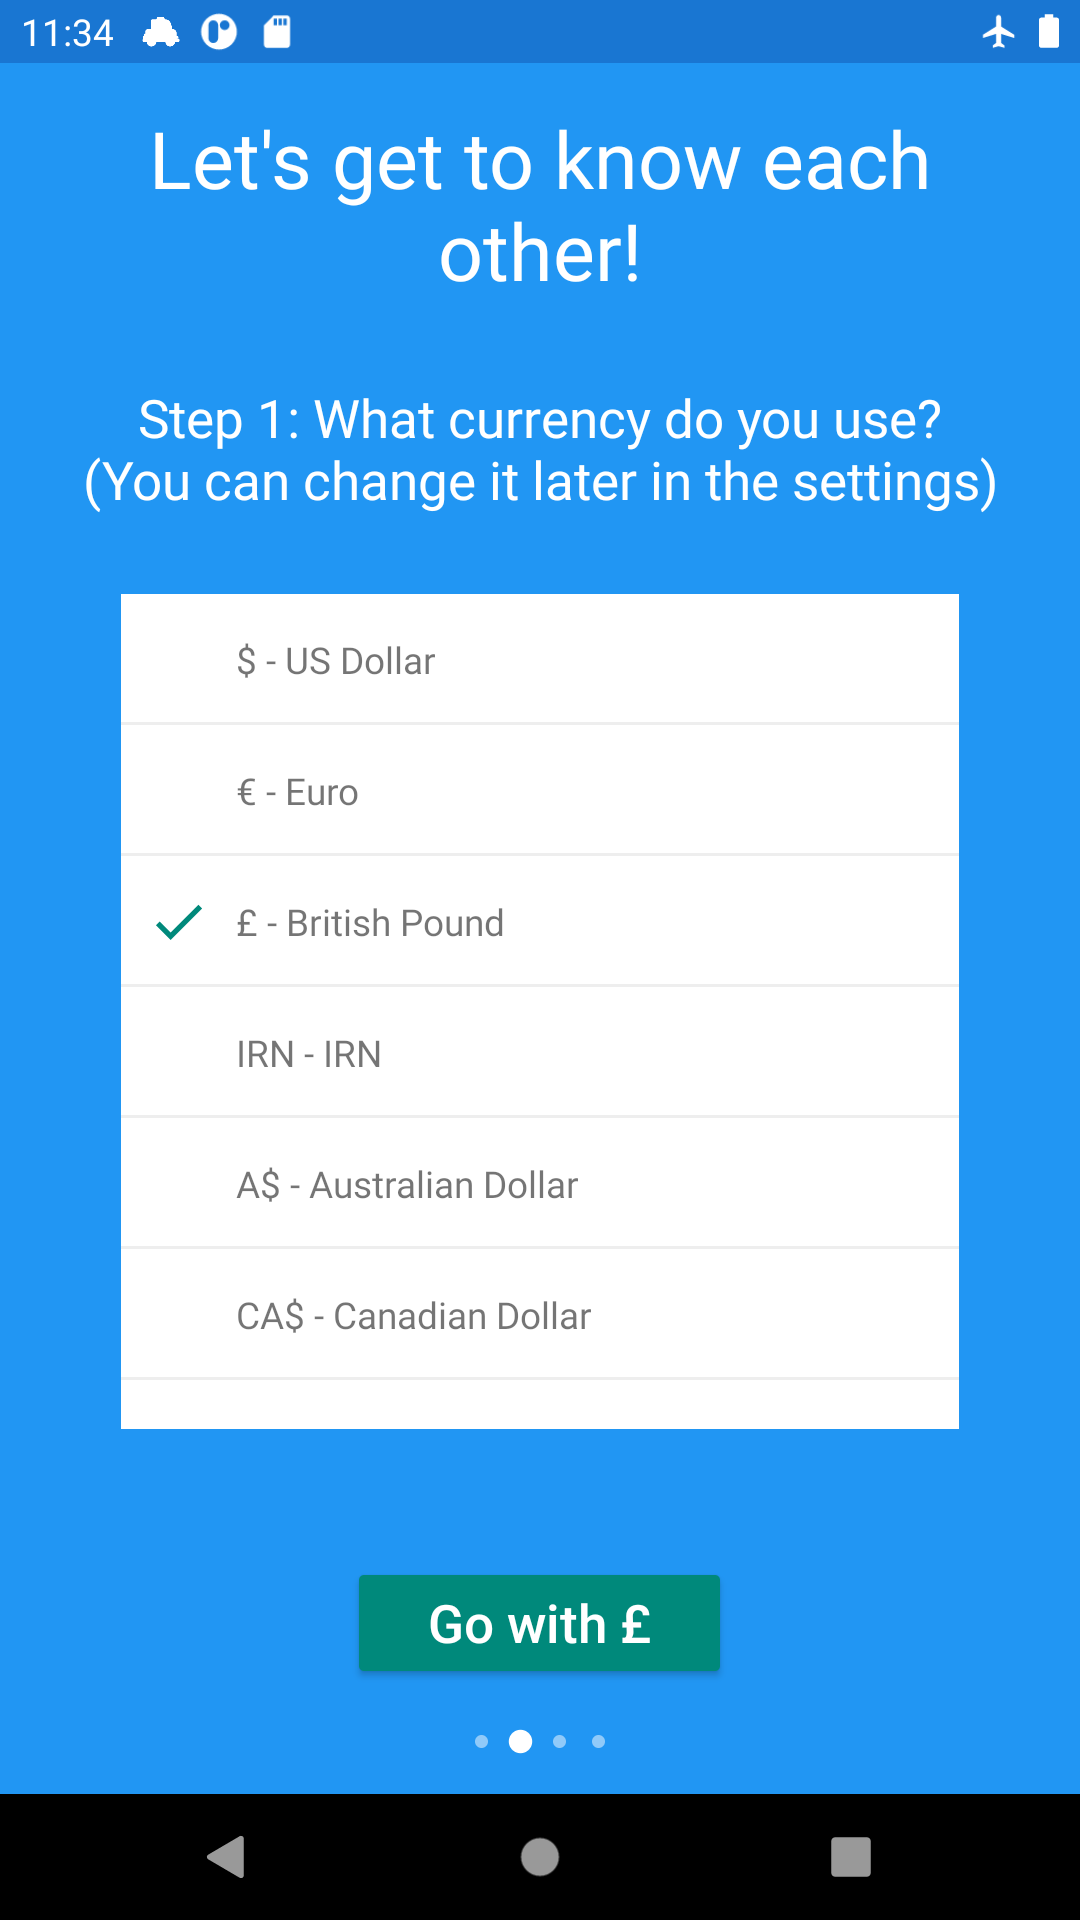 11:34
Let's get to know each
other!
Step 1: What currency do you use?
(You can change it later in the settings)
$ - US Dollar
€ - Euro
£ - British Pound
IRN - IRN
A$ - Australian Dollar
CA$ - Canadian Dollar
Go with £